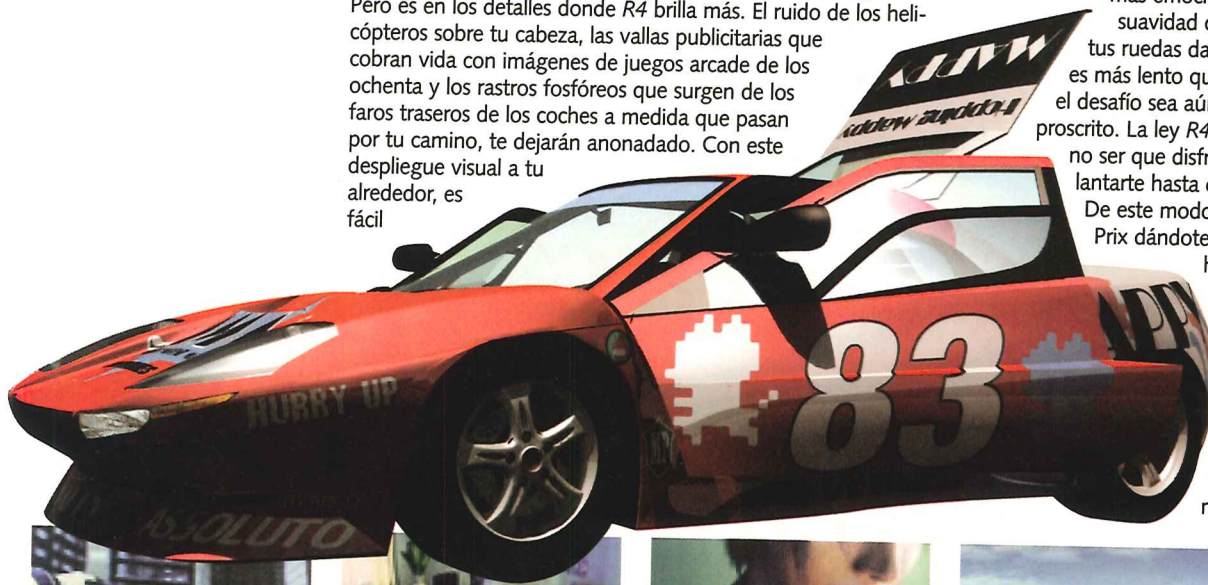 Pero es en los detalles donde R4 brilla más. El ruido de los heli-
cópteros sobre tu cabeza, las vallas publicitarias que
cobran vida con imágenes de juegos arcade de los
ochenta y los rastros fosfóreos que surgen de los
faros traseros de los coches a medida que pasan
por tu camino, te dejarán anonadado. Con este
despliegue visual a tu
alrededor, es
fácil
suavidad
tus ruedas
es más lento
el desafío sea
proscrito. La ley R4
no ser que
lantarte hasta
De este modo
Prix dándote
MAPPY
hopping mappy
HURRY UP
83
ASSOLUTO